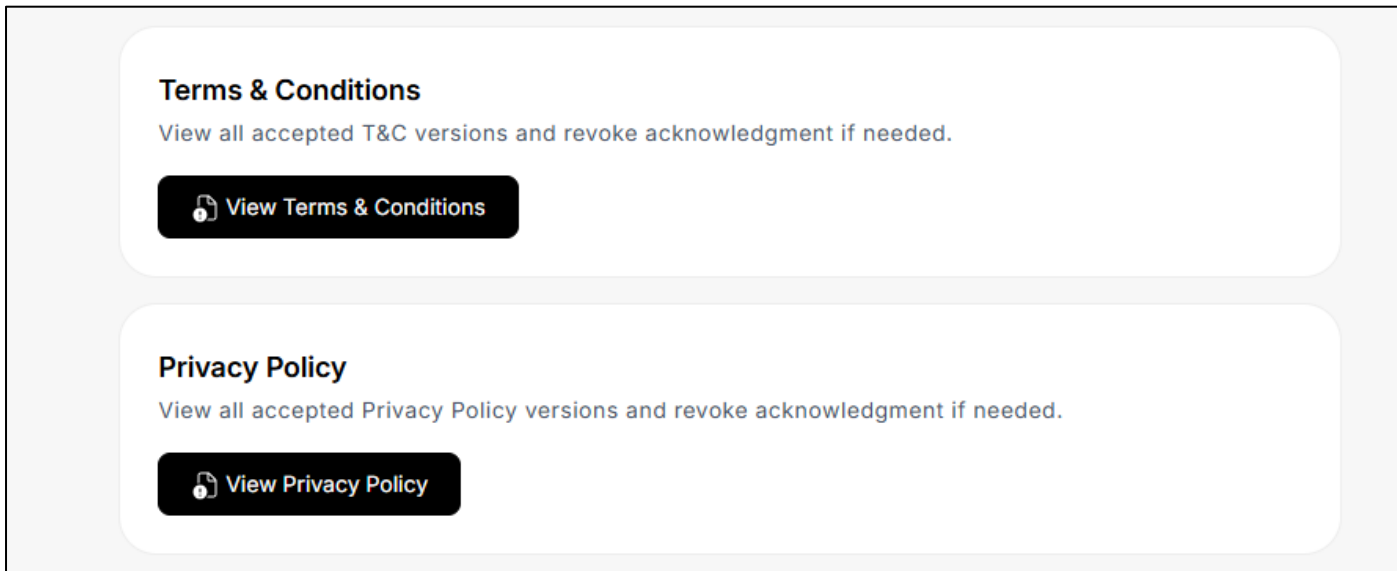 Terms & Conditions
View all accepted T&C versions and revoke acknowledgment if needed.
View Terms & Conditions
Privacy Policy
View all accepted Privacy Policy versions and revoke acknowledgment if needed.
View Privacy Policy